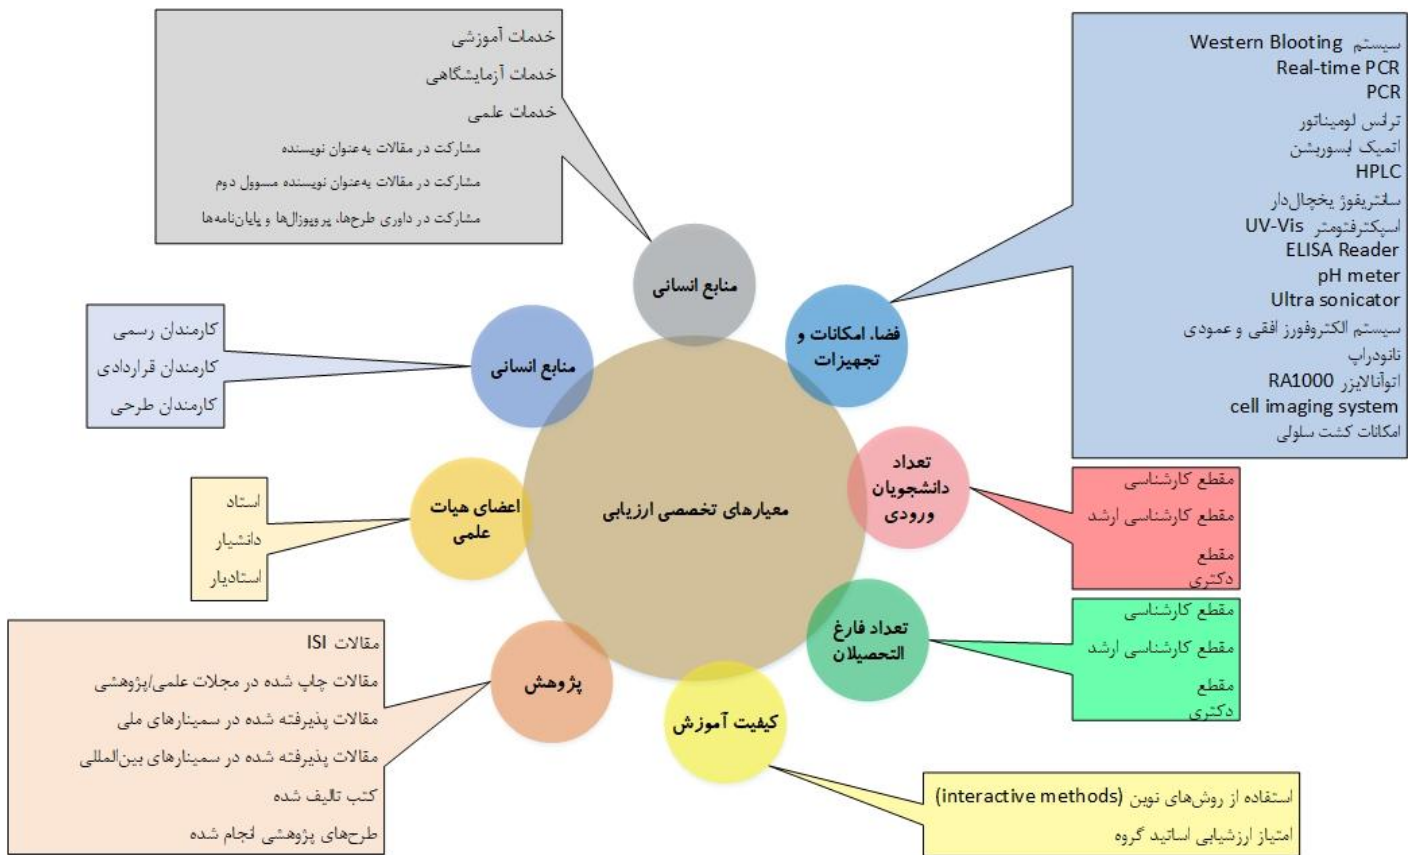 خدمات آموزشی
خدمات آزمایشگاهی
خدمات علمی
مشارکت در مقالات به‌عنوان نویسنده
مشارکت در مقالات به‌عنوان نویسنده مسوول دوم
مشارکت در داوری طرح‌ها، پروپوزال‌ها و پایان‌نامه‌ها
منابع انسانی
سیستم Western Blooting
Real-time PCR
PCR
ترانس لومیناتور
اتمیک ابسوربشن
HPLC
سانتریفوژ یخچال‌دار
اسپکترفتومتر UV-Vis
ELISA Reader
pH meter
Ultra sonicator
سیستم الکتروفورز افقی و عمودی
نانودراپ
اتوآنالایزر RA1000
cell imaging system
امکانات کشت سلولی
فضا، امکانات و
تجهیزات
کارمندان رسمی
کارمندان قراردادی
کارمندان طرحی
منابع انسانی
تعداد
دانشجویان
ورودی
مقطع کارشناسی
مقطع کارشناسی ارشد
مقطع
دکتری
معیارهای تخصصی ارزیابی
اعضای هیات
علمی
استاد
دانشیار
استادیار
تعداد فارغ
التحصیلان
مقطع کارشناسی
مقطع کارشناسی ارشد
مقطع
دکتری
پژوهش
مقالات ISI
مقالات چاپ شده در مجلات علمی/پژوهشی
مقالات پذیرفته شده در سمینارهای ملی
مقالات پذیرفته شده در سمینارهای بین‌المللی
کتب تالیف شده
طرح‌های پژوهشی انجام شده
کیفیت آموزش
استفاده از روش‌های نوین (interactive methods)
امتیاز ارزشیابی اساتید گروه